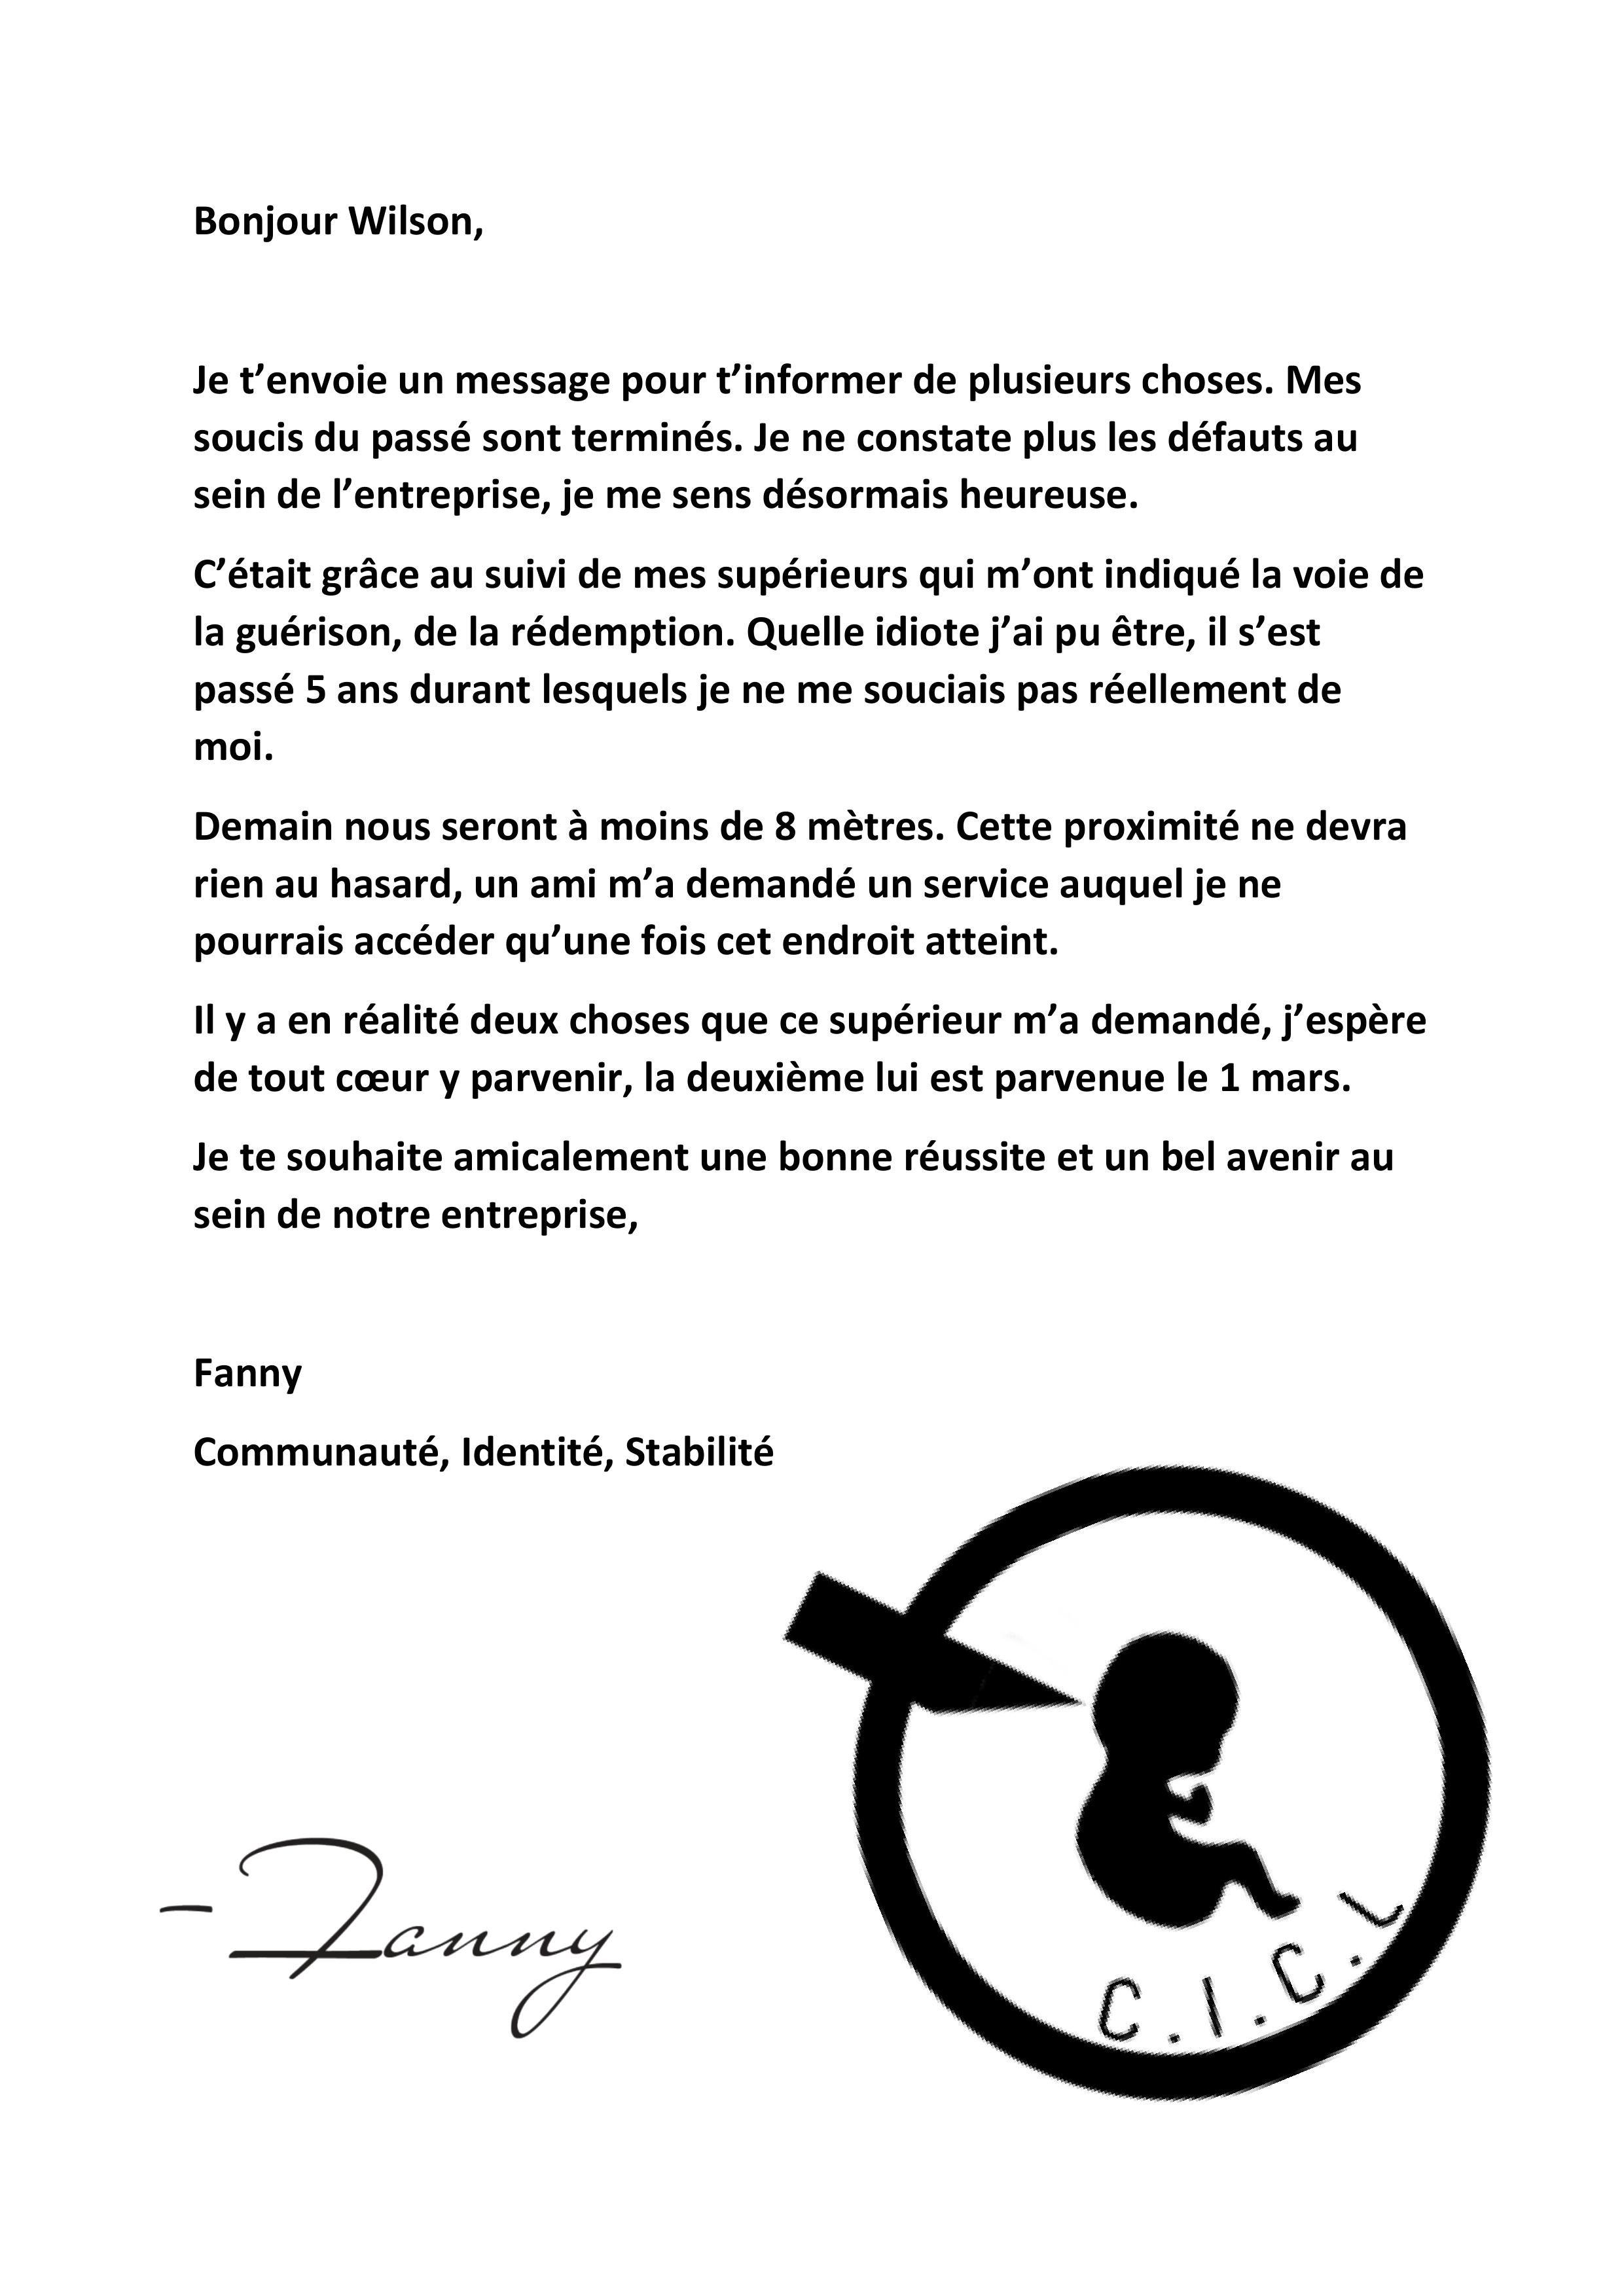 Bonjour Wilson,
Je t’envoie un message pour t’informer de plusieurs choses. Mes
soucis du passé sont terminés. Je ne constate plus les défauts au
sein de l’entreprise, je me sens désormais heureuse.
C’était grâce au suivi de mes supérieurs qui m’ont indiqué la voie de
la guérison, de la rédemption. Quelle idiote j’ai pu être, il s’est
passé 5 ans durant lesquels je ne me souciais pas réellement de
moi.
Demain nous seront à moins de 8 mètres. Cette proximité ne devra
rien au hasard, un ami m’a demandé un service auquel je ne
pourrais accéder qu’une fois cet endroit atteint.
Il y a en réalité deux choses que ce supérieur m’a demandé, j’espère
de tout cœur y parvenir, la deuxième lui est parvenue le 1 mars.
Je te souhaite amicalement une bonne réussite et un bel avenir au
sein de notre entreprise,
Fanny
Communauté, Identité, Stabilité
– Fanny
C.I.C.L